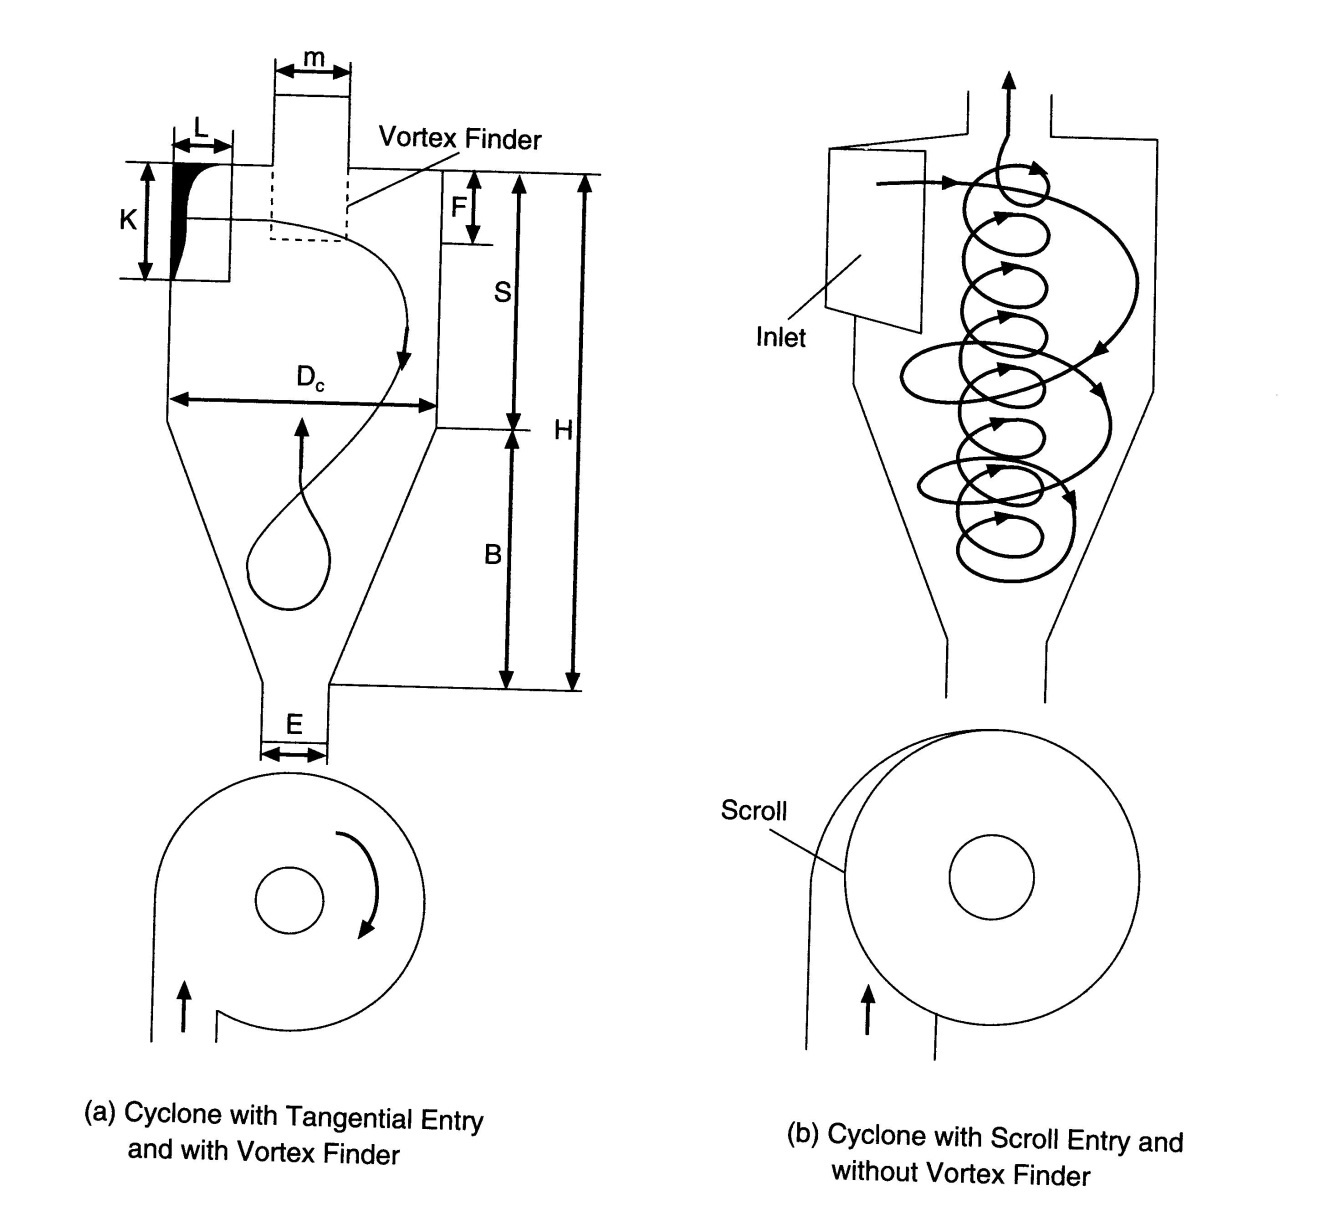 m
L
Vortex Finder
K
F
S
Dc
H
B
E
Inlet
Scroll
(a) Cyclone with Tangential Entry
and with Vortex Finder
(b) Cyclone with Scroll Entry and
without Vortex Finder